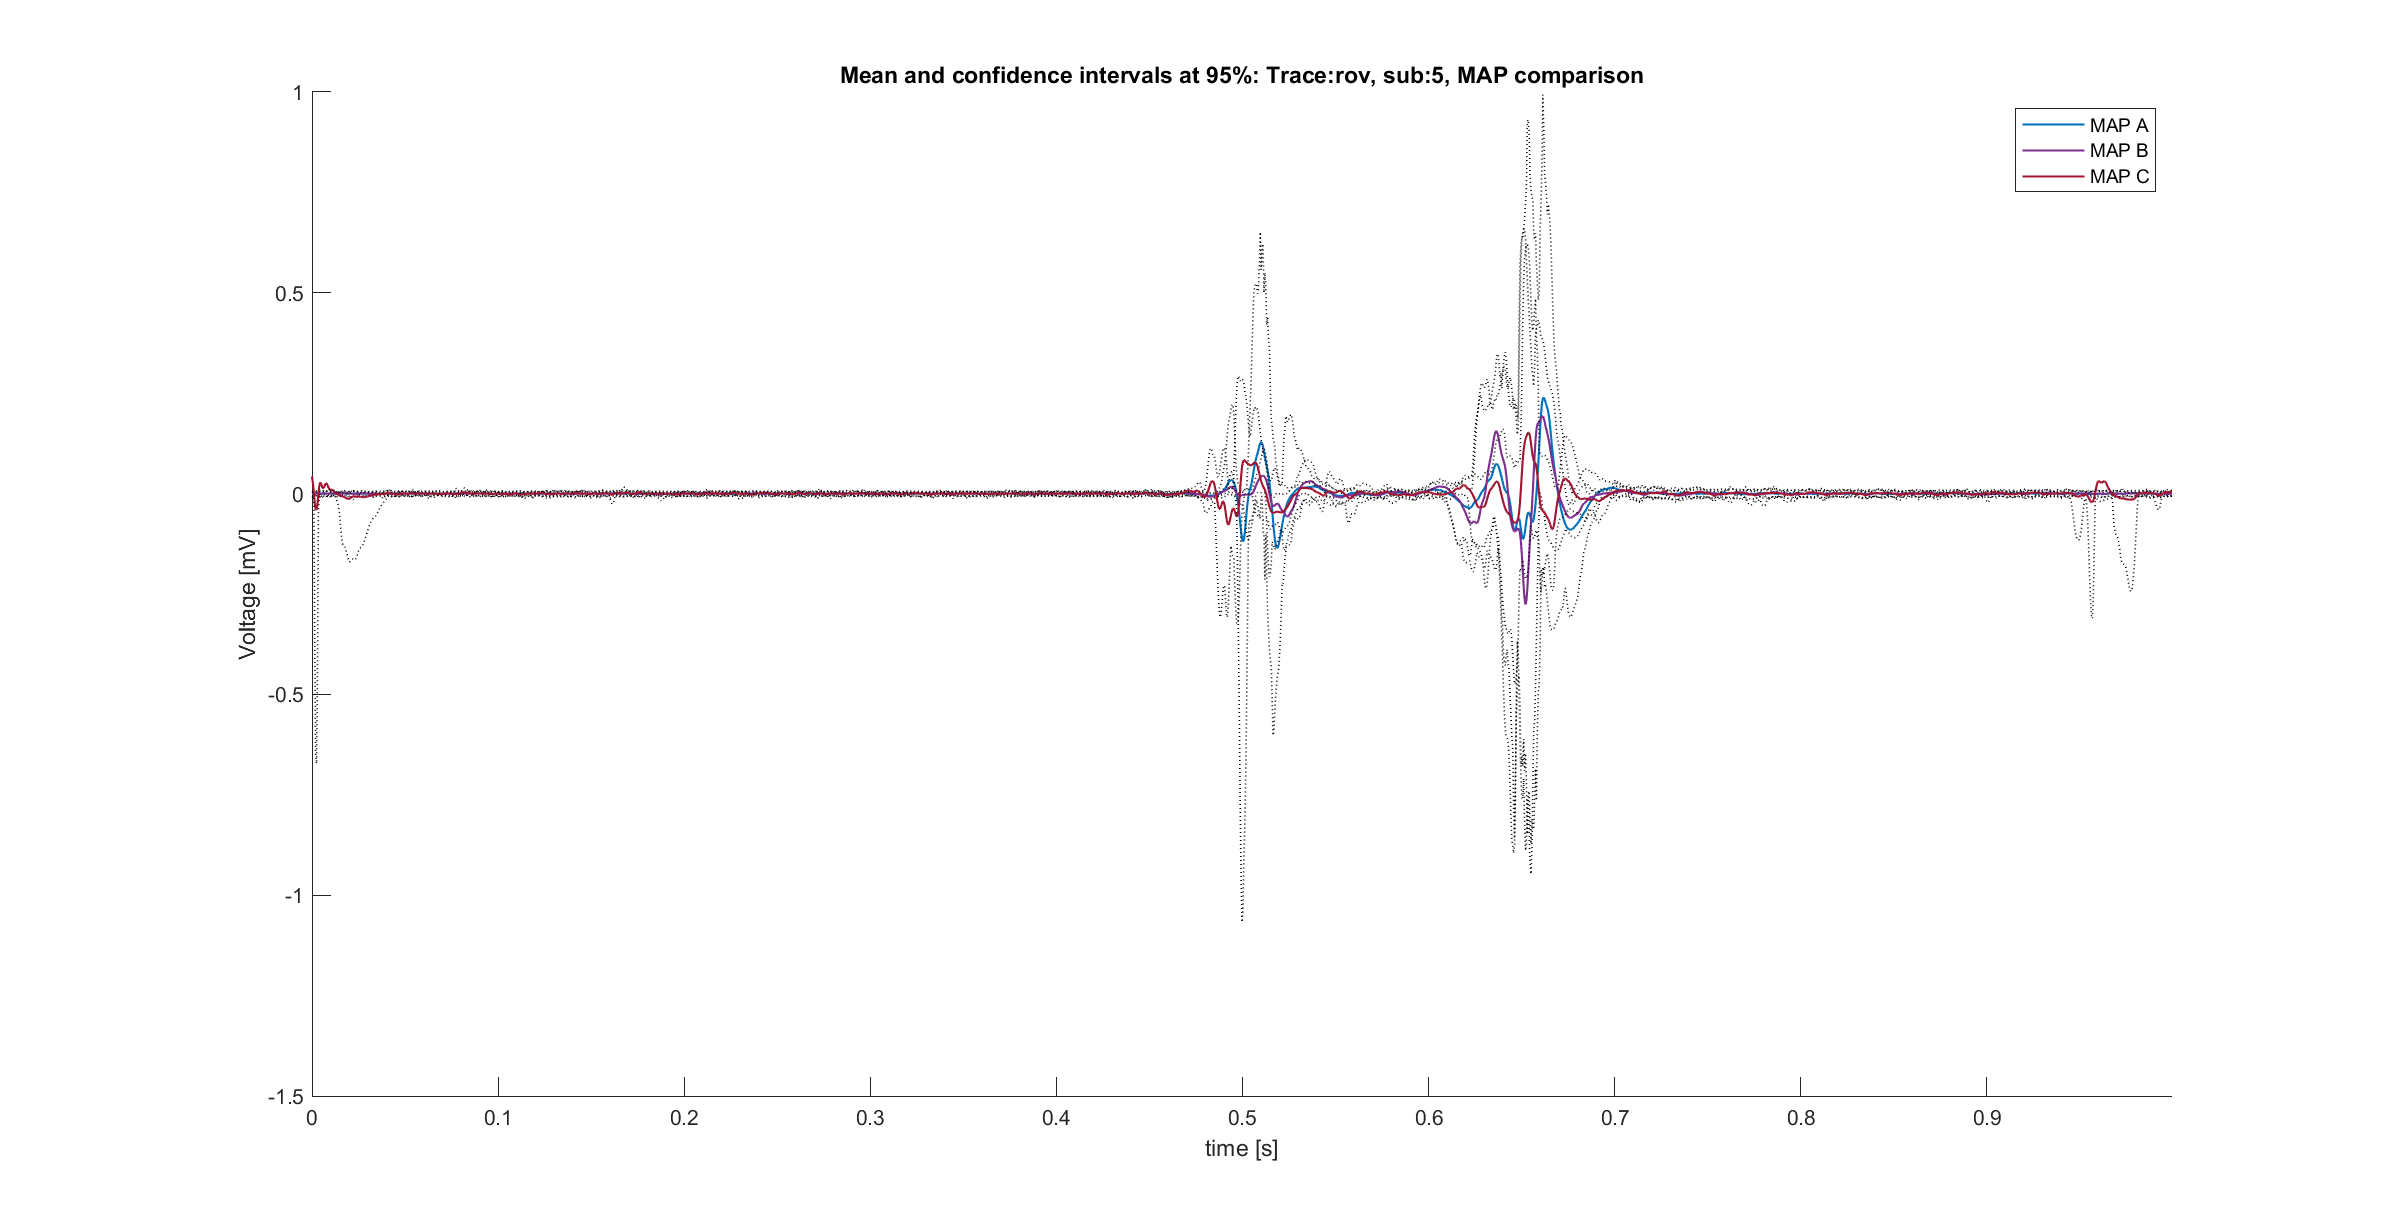 Mean and confidence intervals at 95%: Trace:rov, sub:5, MAP comparison
MAP A
MAP B
MAP C
1
0.5
0
-0.5
-1
-1.5
Voltage [mV]
0 0.1 0.2 0.3 0.4 0.5 0.6 0.7 0.8 0.9
time [s]